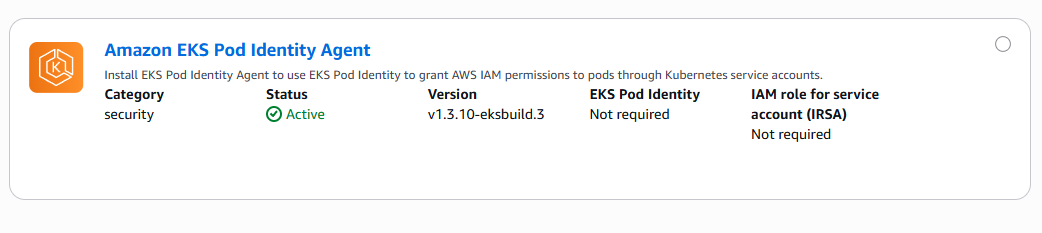 Amazon EKS Pod Identity Agent
Install EKS Pod Identity Agent to use EKS Pod Identity to grant AWS IAM permissions to pods through Kubernetes service accounts.
Category
security
Status
Active
Version
v1.3.10-eksbuild.3
EKS Pod Identity
Not required
IAM role for service
account (IRSA)
Not required